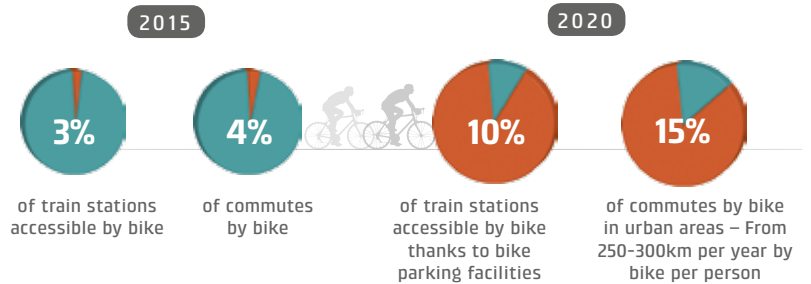 2015
2020
3%
4%
10%
15%
of train stations
accessible by bike
of commutes
by bike
of train stations
accessible by bike
thanks to bike
parking facilities
of commutes by bike
in urban areas – From
250-300km per year by
bike per person